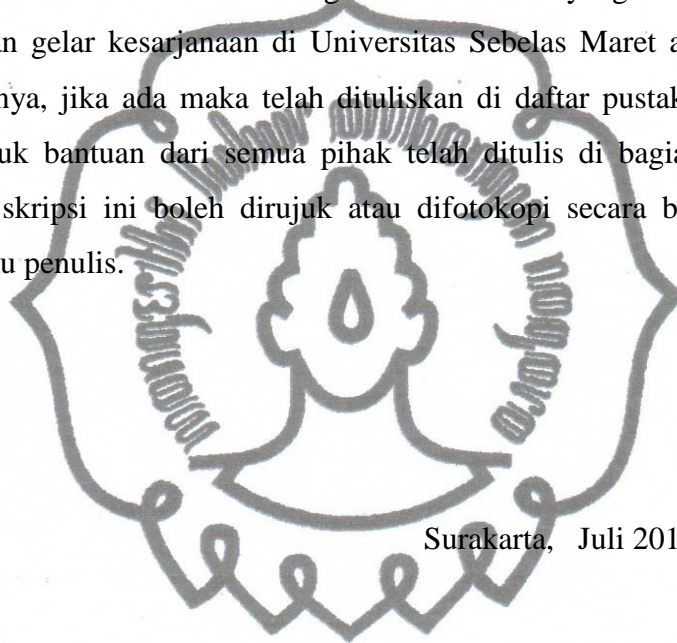 an gelar kesarjanaan di Universitas Sebelas Maret a
nya, jika ada maka telah dituliskan di daftar pustak
uk bantuan dari semua pihak telah ditulis di bagia
skripsi ini boleh dirujuk atau difotokopi secara b
u penulis.
Surakarta, Juli 201